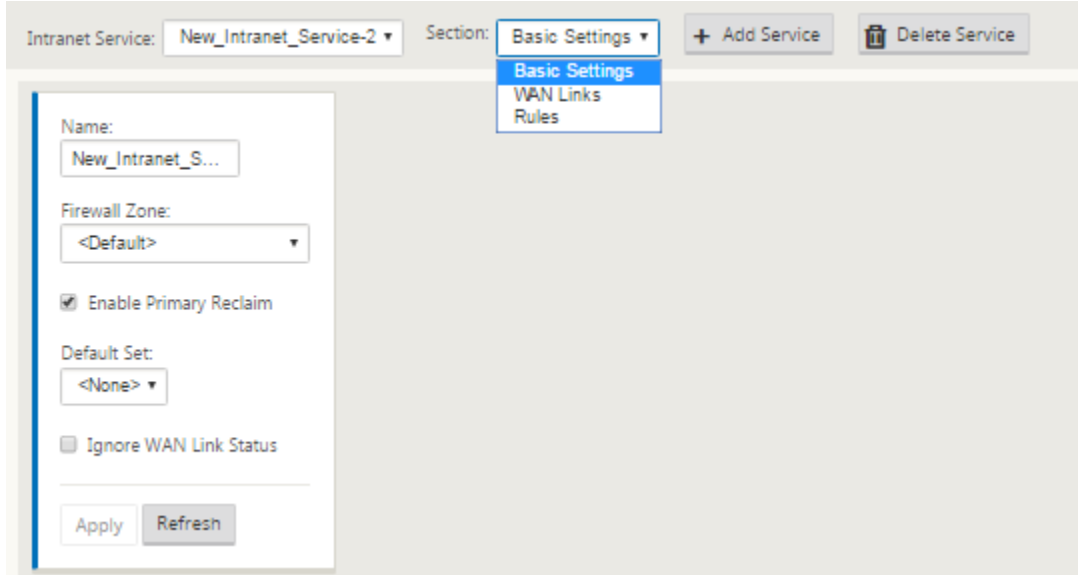 Intranet Service: New_Intranet_Service-2 Section: Basic Settings + Add Service Delete Service
Basic Settings
WAN Links
Rules
Name:
New_Intranet_S...
Firewall Zone:
<Default>
Enable Primary Reclaim
Default Set:
<None>
Ignore WAN Link Status
Apply Refresh